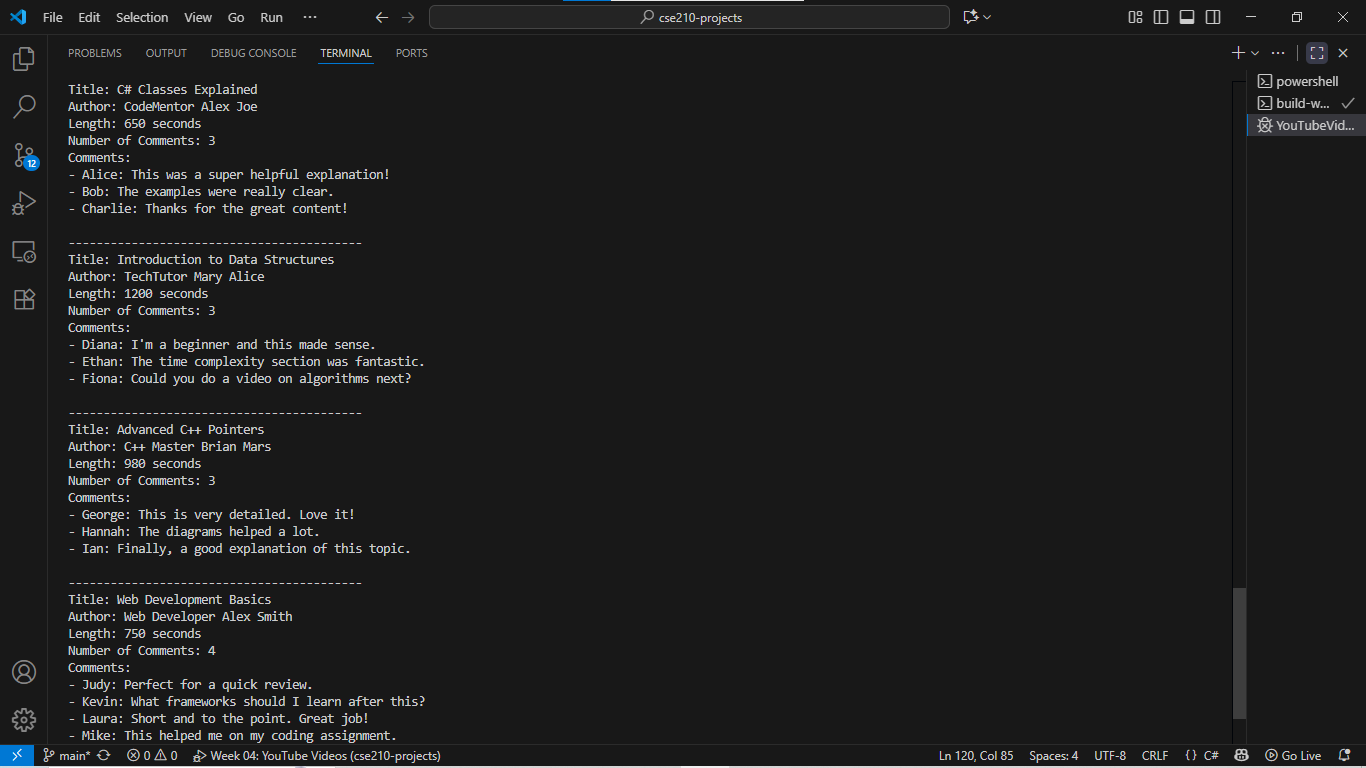 File Edit Selection View Go Run ··· cse210-projects
PROBLEMS OUTPUT DEBUG CONSOLE TERMINAL PORTS
powershell
build-w...
YouTubeVid...
12
Title: C# Classes Explained
Author: CodeMentor Alex Joe
Length: 650 seconds
Number of Comments: 3
Comments:
- Alice: This was a super helpful explanation!
- Bob: The examples were really clear.
- Charlie: Thanks for the great content!
------------------------------------------
Title: Introduction to Data Structures
Author: TechTutor Mary Alice
Length: 1200 seconds
Number of Comments: 3
Comments:
- Diana: I'm a beginner and this made sense.
- Ethan: The time complexity section was fantastic.
- Fiona: Could you do a video on algorithms next?
------------------------------------------
Title: Advanced C++ Pointers
Author: C++ Master Brian Mars
Length: 980 seconds
Number of Comments: 3
Comments:
- George: This is very detailed. Love it!
- Hannah: The diagrams helped a lot.
- Ian: Finally, a good explanation of this topic.
------------------------------------------
Title: Web Development Basics
Author: Web Developer Alex Smith
Length: 750 seconds
Number of Comments: 4
Comments:
- Judy: Perfect for a quick review.
- Kevin: What frameworks should I learn after this?
- Laura: Short and to the point. Great job!
- Mike: This helped me on my coding assignment.
main* 0 0 Week 04: YouTube Videos (cse210-projects) Ln 120, Col 85 Spaces: 4 UTF-8 CRLF {} C# Go Live